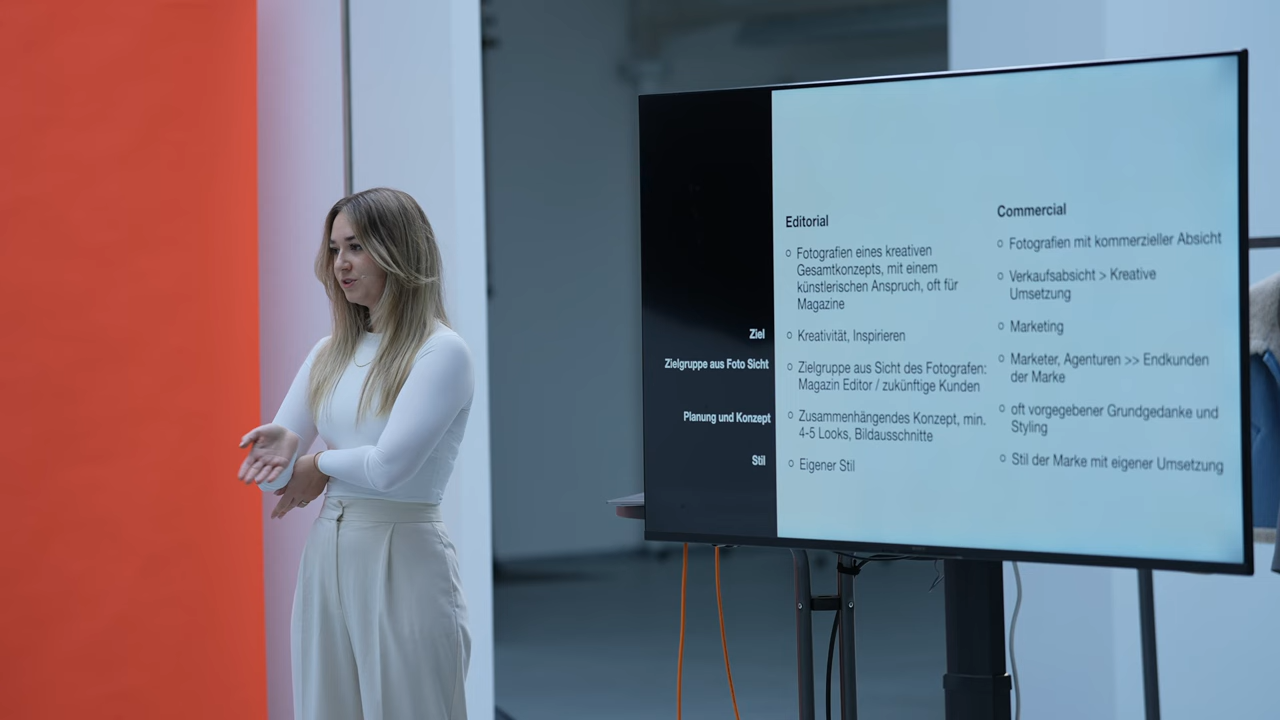 Ziel
Zielgruppe aus Foto Sicht
Planung und Konzept
Stil
Editorial
Fotografien eines kreativen
Gesamtkonzepts, mit einem
künstlerischen Anspruch, oft für
Magazine
Kreativität, Inspirieren
Zielgruppe aus Sicht des Fotografen:
Magazin Editor / zukünftige Kunden
Zusammenhängendes Konzept, min.
4-5 Looks, Bildausschnitte
Eigener Stil
Commercial
Fotografien mit kommerzieller Absicht
Verkaufsabsicht > Kreative
Umsetzung
Marketing
Marketer, Agenturen >> Endkunden
der Marke
oft vorgegebener Grundgedanke und
Styling
Stil der Marke mit eigener Umsetzung